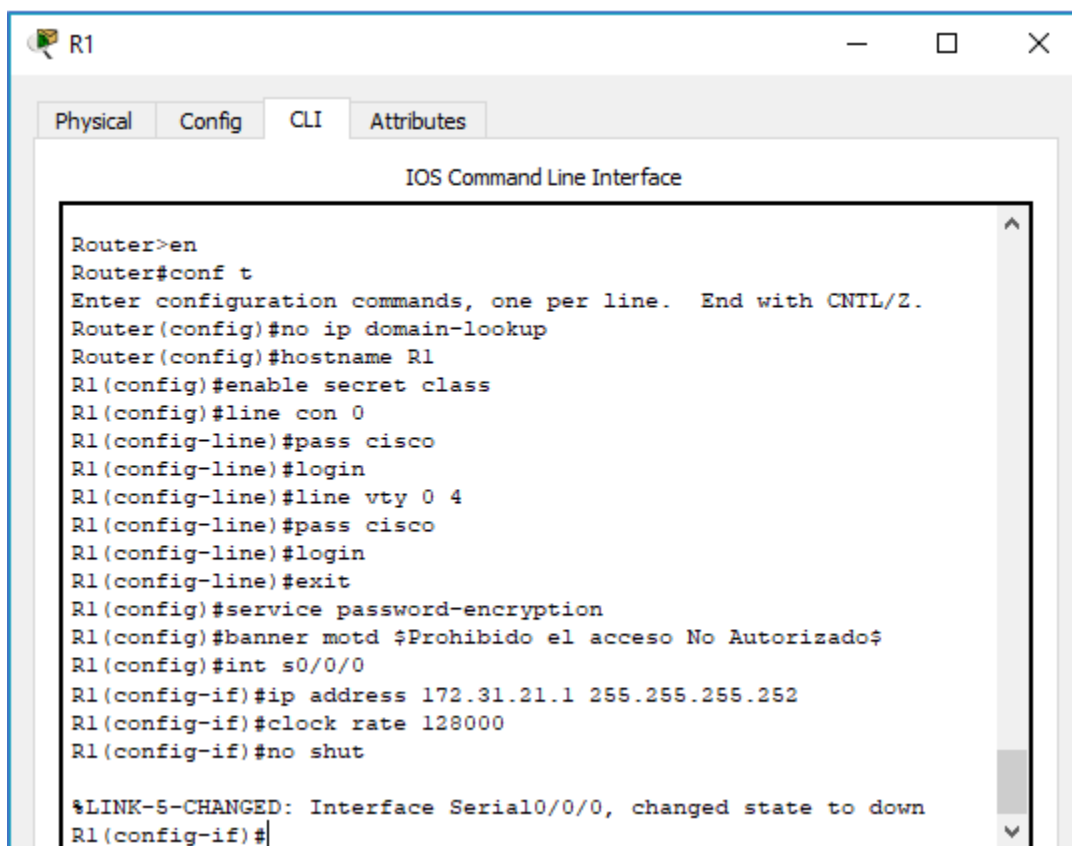 R1
Physical Config CLI Attributes
IOS Command Line Interface
Router>en
Router#conf t
Enter configuration commands, one per line.  End with CNTL/Z.
Router(config)#no ip domain-lookup
Router(config)#hostname R1
R1(config)#enable secret class
R1(config)#line con 0
R1(config-line)#pass cisco
R1(config-line)#login
R1(config-line)#line vty 0 4
R1(config-line)#pass cisco
R1(config-line)#login
R1(config-line)#exit
R1(config)#service password-encryption
R1(config)#banner motd $Prohibido el acceso No Autorizado$
R1(config)#int s0/0/0
R1(config-if)#ip address 172.31.21.1 255.255.255.252
R1(config-if)#clock rate 128000
R1(config-if)#no shut
%LINK-5-CHANGED: Interface Serial0/0/0, changed state to down
R1(config-if)#